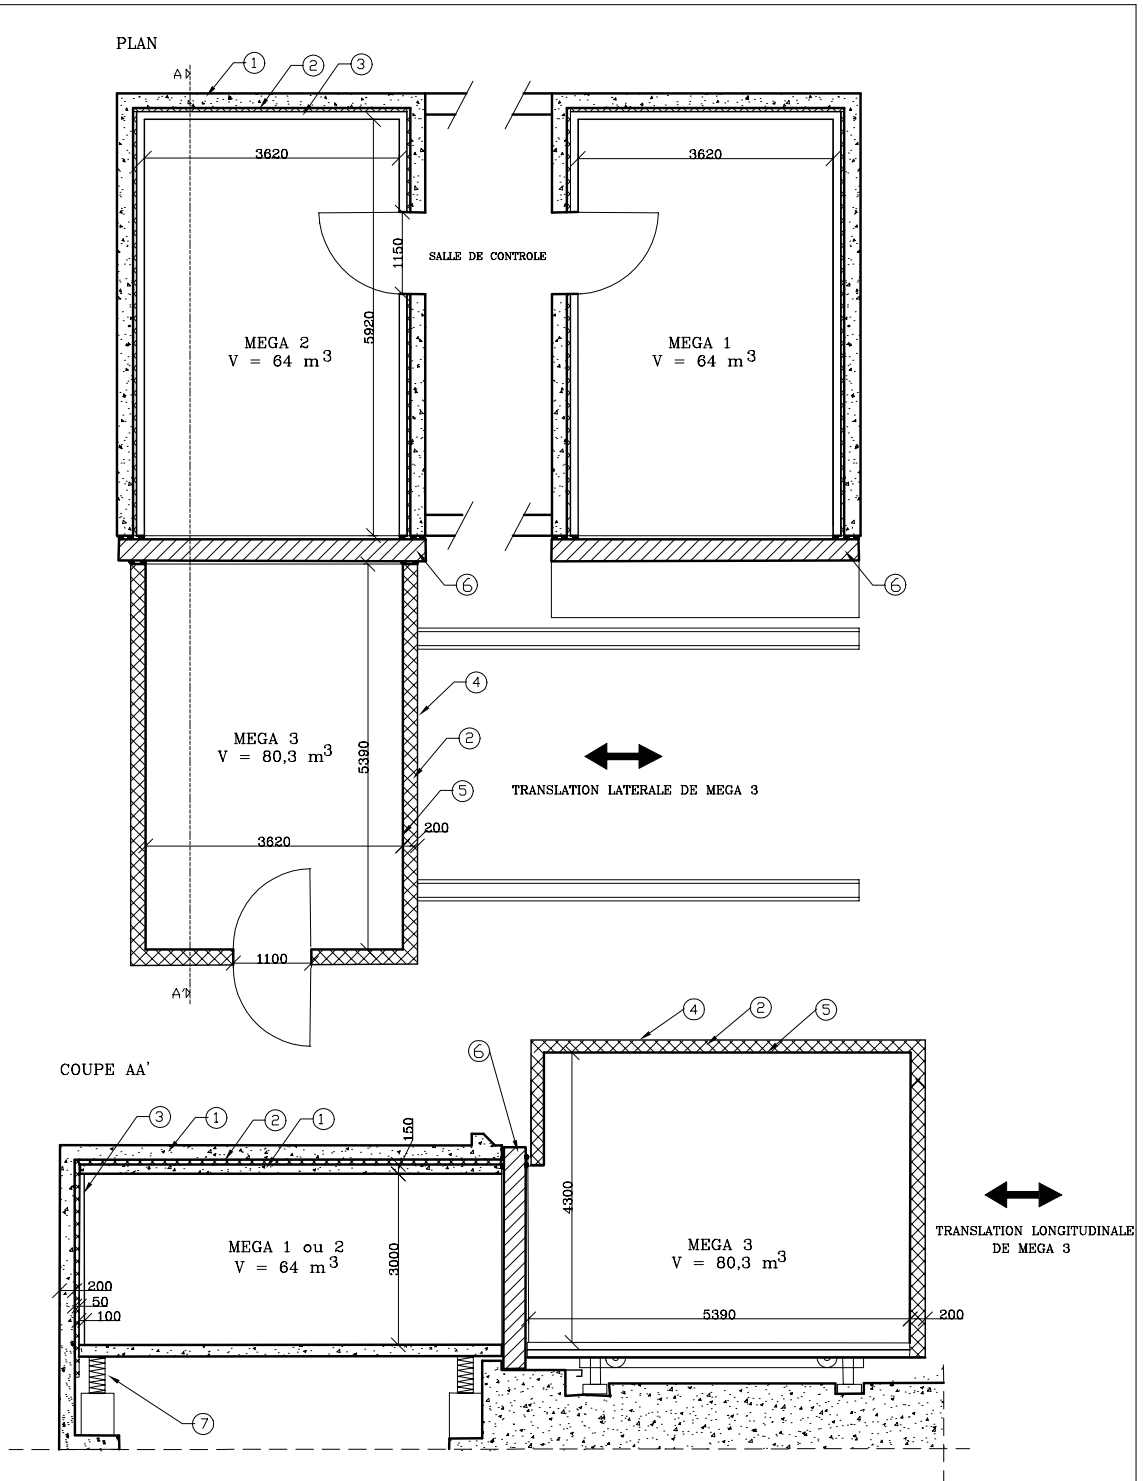 PLAN
A
1
2
3
3620
3620
1150
SALLE DE CONTROLE
5920
MEGA 2
V = 64 m3
MEGA 1
V = 64 m3
6
6
4
MEGA 3
V = 80,3 m3
2
5390
TRANSLATION LATERALE DE MEGA 3
5
200
3620
1100
A'
4
2
5
COUPE AA'
6
3
1
2
1
150
4300
TRANSLATION LONGITUDINALE
DE MEGA 3
MEGA 1 ou 2
V = 64 m3
3000
MEGA 3
V = 80,3 m3
200
50
100
5390
200
7